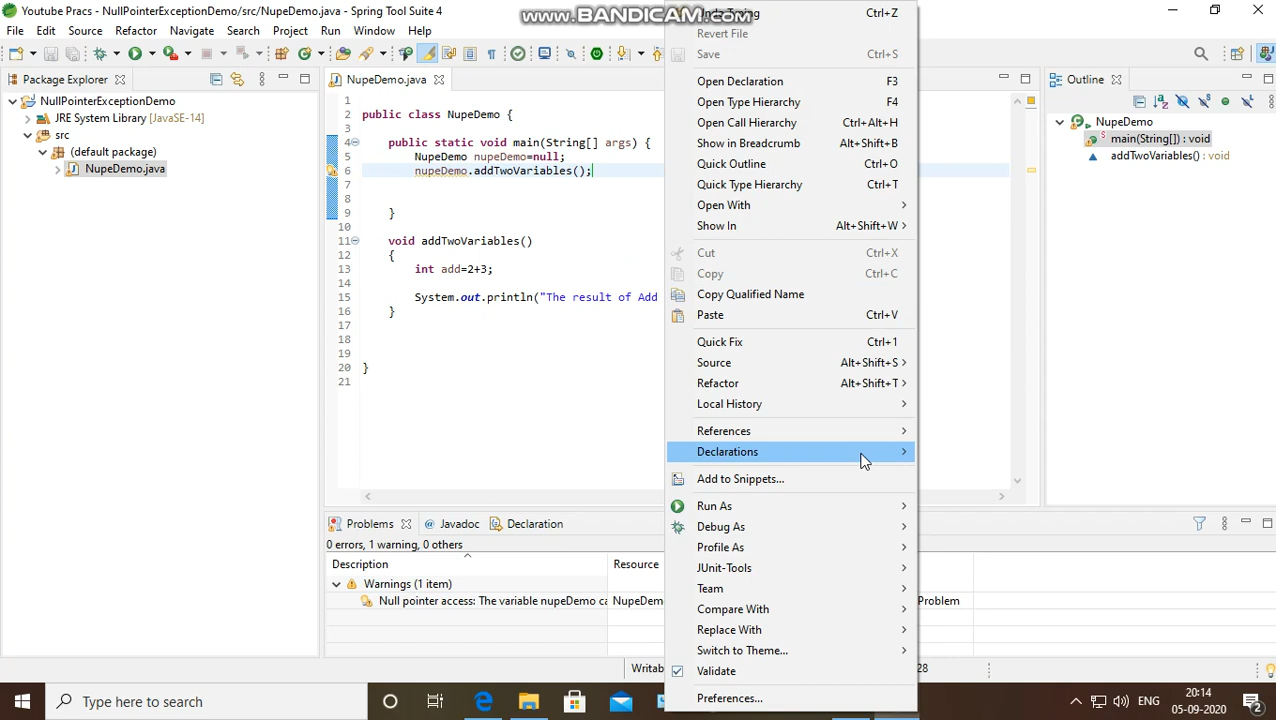 Youtube Pracs - NullPointerExceptionDemo/src/NupeDemo.java - Spring Tool Suite 4
www.BANDICAM.com
File Edit Source Refactor Navigate Search Project Run Window Help
Package Explorer
NullPointerExceptionDemo
JRE System Library [JavaSE-14]
src
(default package)
NupeDemo.java
NupeDemo.java
1
2 public class NupeDemo {
3
4 public static void main(String[] args) {
5 NupeDemo nupeDemo=null;
6 nupeDemo.addTwoVariables();
7
8
9 }
10
11 void addTwoVariables()
12 {
13 int add=2+3;
14
15 System.out.println("The result of Add
16 }
17
18
19
20 }
21
Typing Ctrl+Z
Revert File
Save Ctrl+S
Open Declaration F3
Open Type Hierarchy F4
Open Call Hierarchy Ctrl+Alt+H
Show in Breadcrumb Alt+Shift+B
Quick Outline Ctrl+O
Quick Type Hierarchy Ctrl+T
Open With
Show In Alt+Shift+W
Cut Ctrl+X
Copy Ctrl+C
Copy Qualified Name
Paste Ctrl+V
Quick Fix Ctrl+1
Source Alt+Shift+S
Refactor Alt+Shift+T
Local History
References
Declarations
Add to Snippets...
Run As
Debug As
Profile As
JUnit-Tools
Team
Compare With
Replace With
Switch to Theme...
Validate
Preferences...
Outline
NupeDemo
main(String[]) : void
addTwoVariables() : void
Problems Javadoc Declaration
0 errors, 1 warning, 0 others
Description Resource
Warnings (1 item)
Null pointer access: The variable nupeDemo ca NupeDem Problem
Writab 28
Type here to search
ENG
20:14
05-09-2020
2